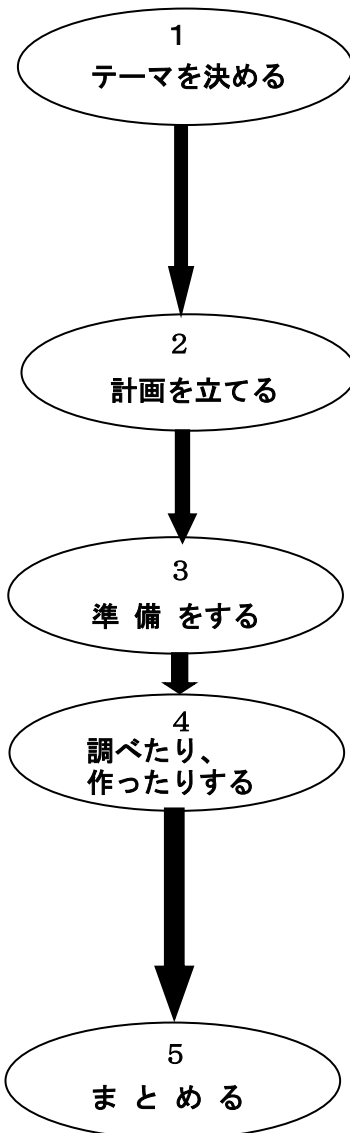 １
テーマを決める
２
計画を立てる
３
準 備 をする
４
調べたり、
作ったりする
５
ま と め る